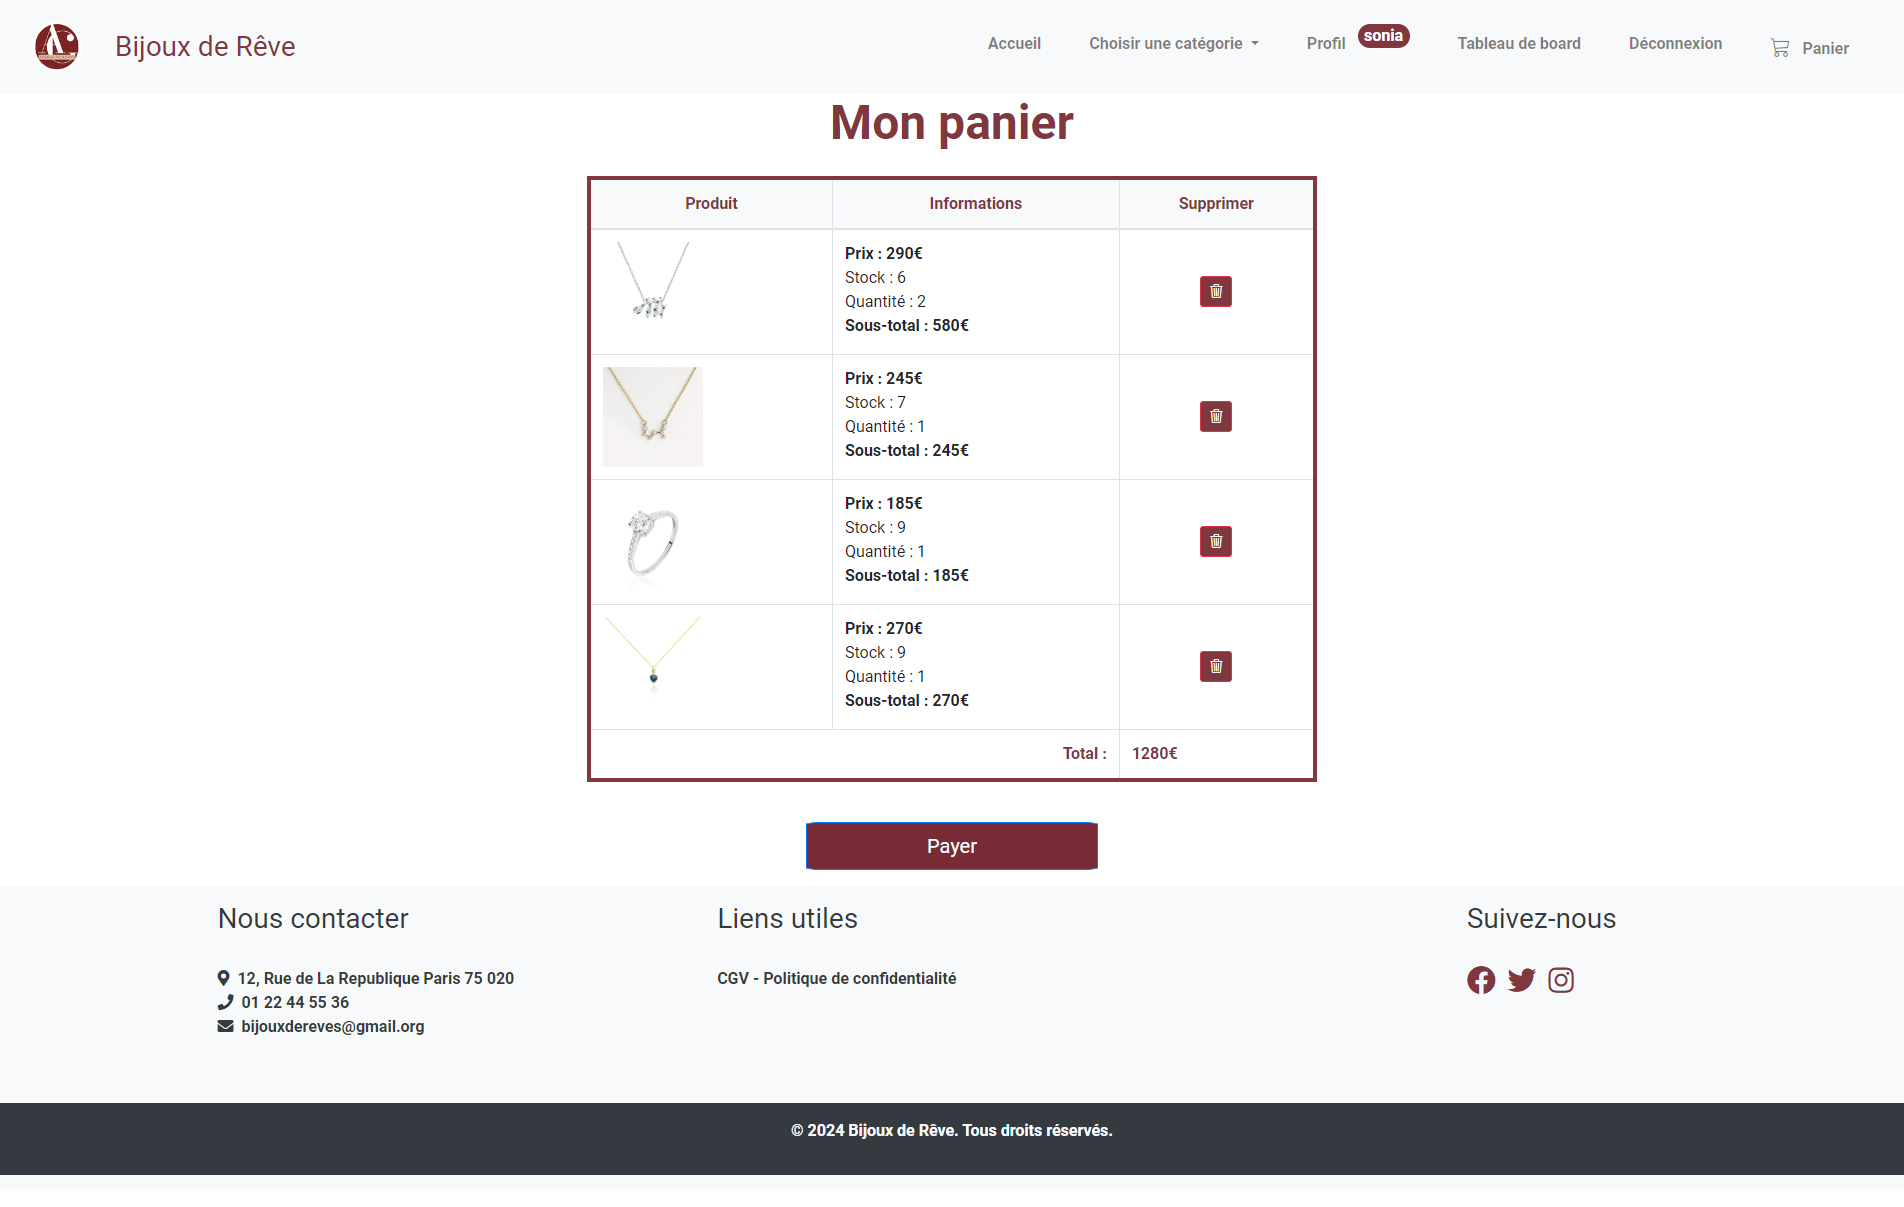 Bijoux de Rêve
Accueil
Choisir une catégorie
Profil sonia
Tableau de board
Déconnexion
Panier
Mon panier
Produit Informations Supprimer
Prix : 290€
Stock : 6
Quantité : 2
Sous-total : 580€
Prix : 245€
Stock : 7
Quantité : 1
Sous-total : 245€
Prix : 185€
Stock : 9
Quantité : 1
Sous-total : 185€
Prix : 270€
Stock : 9
Quantité : 1
Sous-total : 270€
Total : 1280€
Payer
Nous contacter
12, Rue de La Republique Paris 75 020
01 22 44 55 36
bijouxdereves@gmail.org
Liens utiles
CGV - Politique de confidentialité
Suivez-nous
© 2024 Bijoux de Rêve. Tous droits réservés.